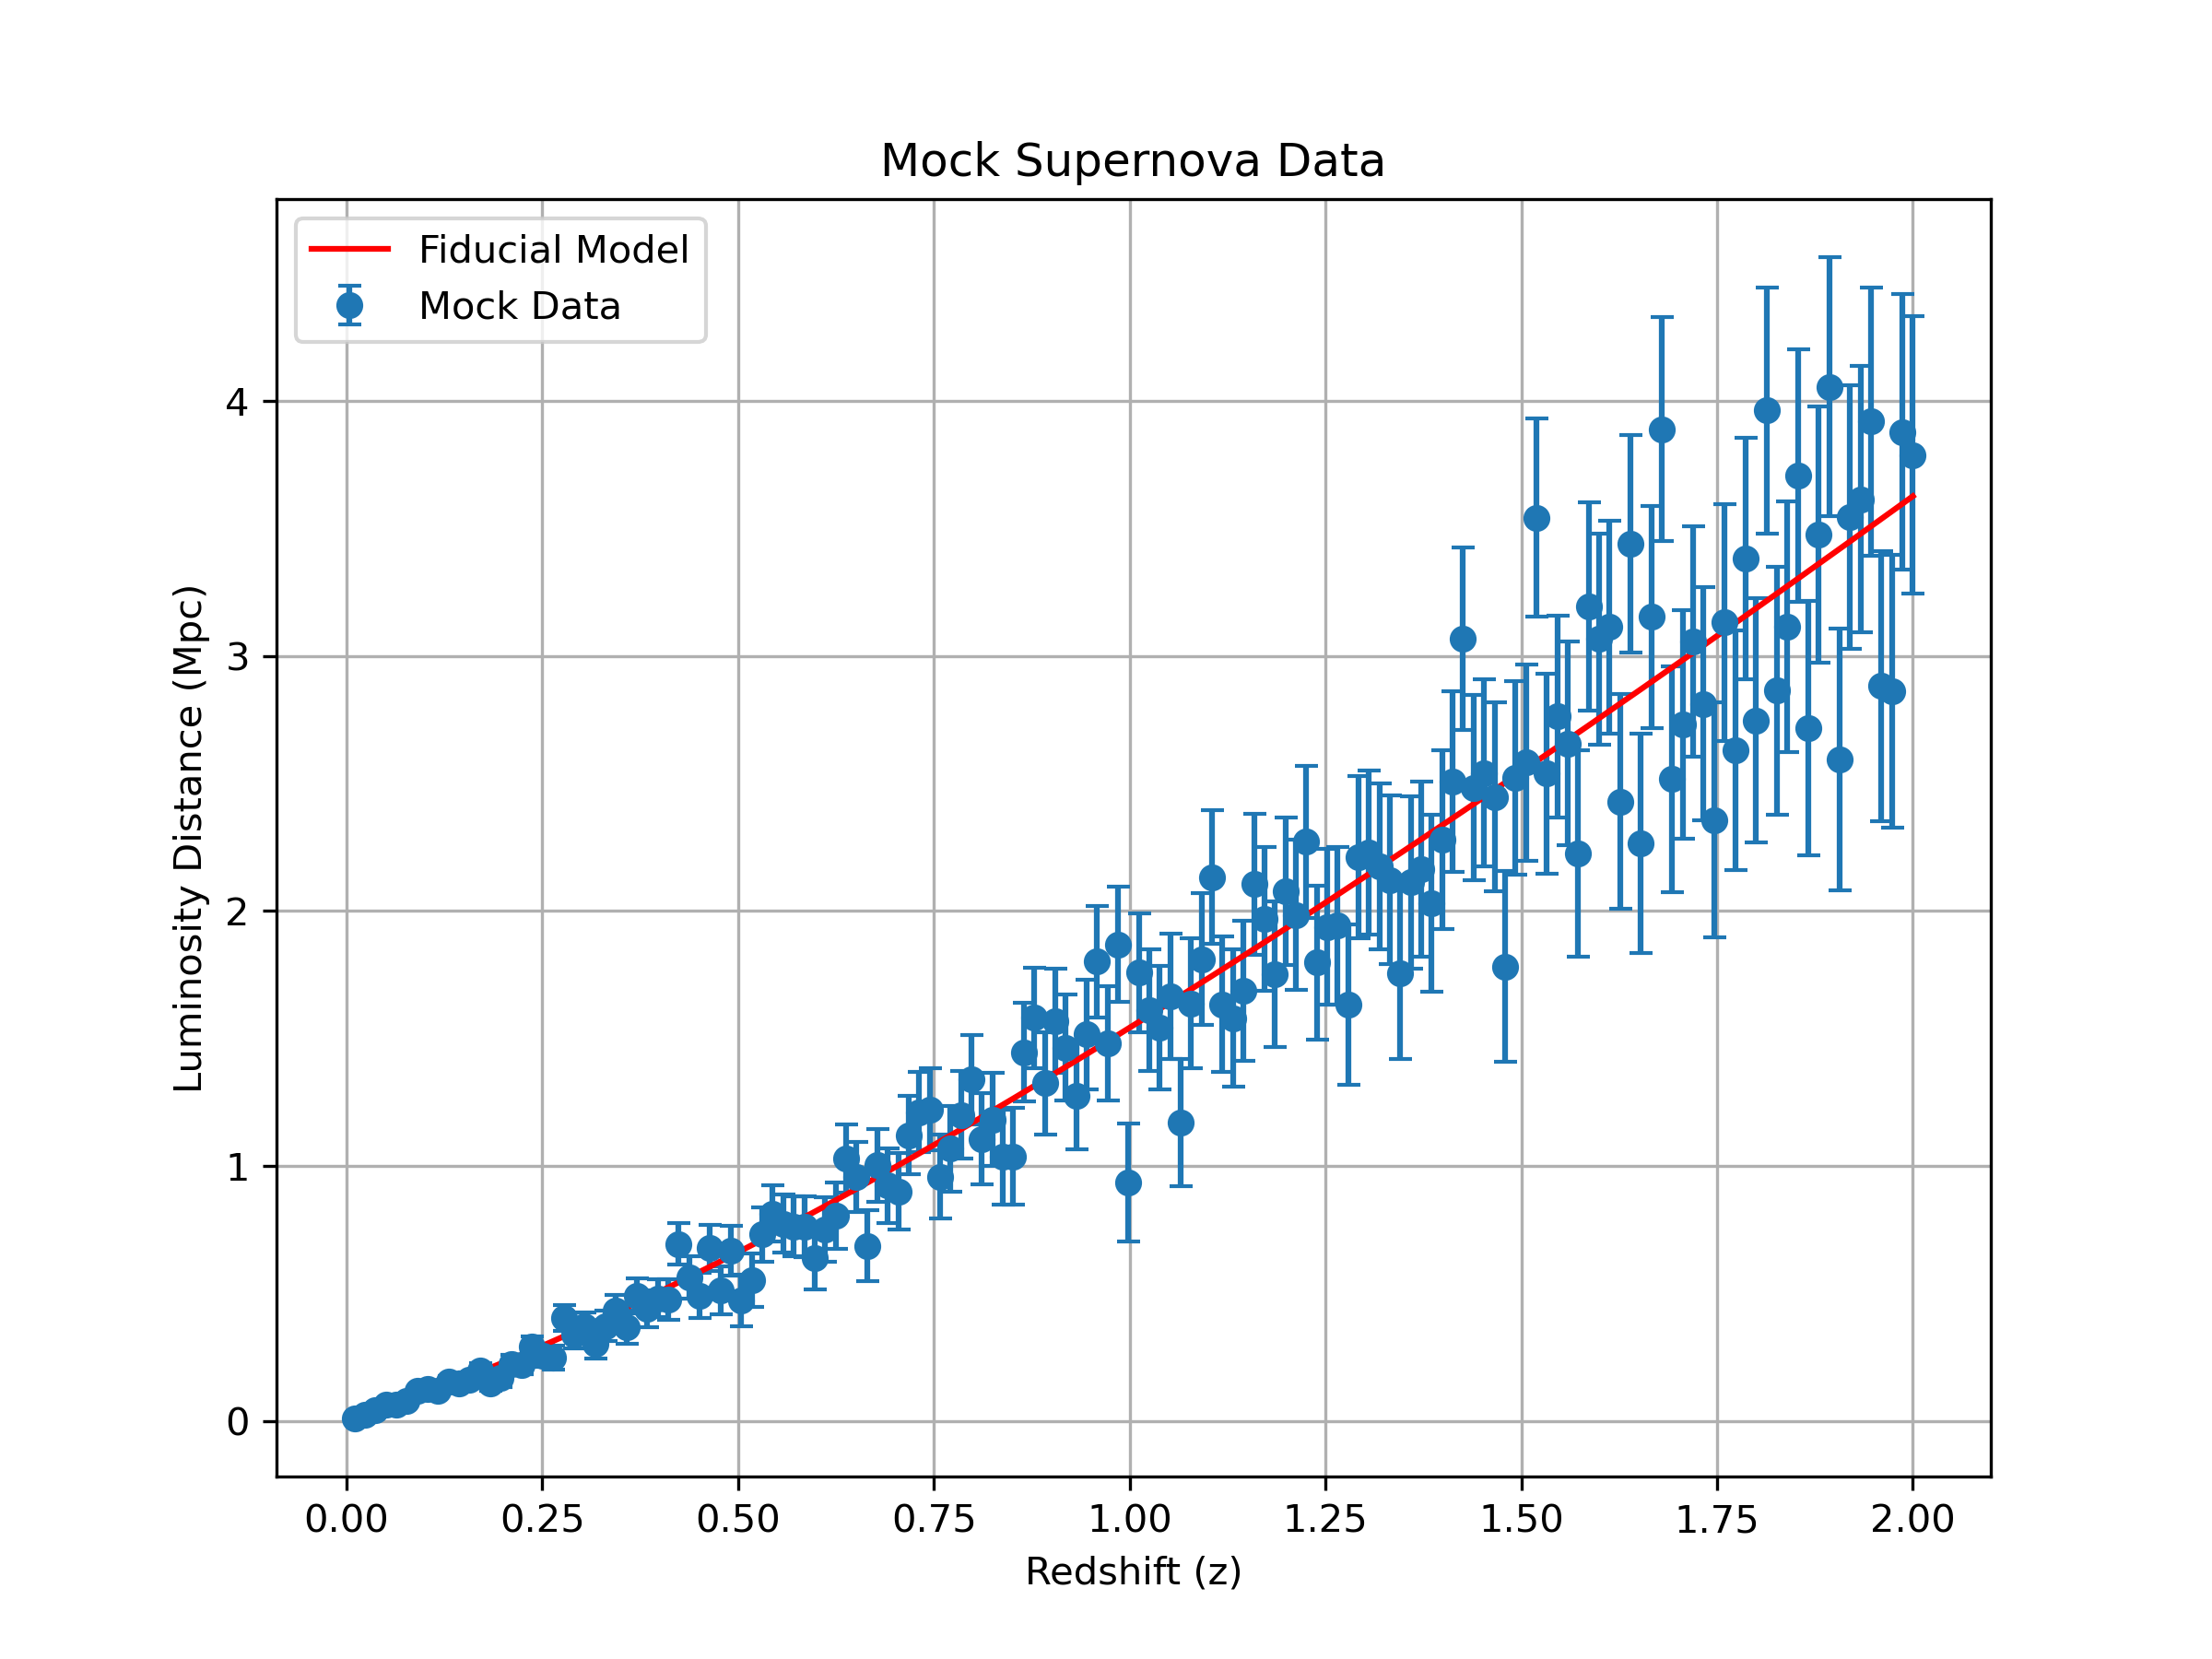 Mock Supernova Data
Fiducial Model
Mock Data
Luminosity Distance (Mpc)
4
3
2
1
0
0.00 0.25 0.50 0.75 1.00 1.25 1.50 1.75 2.00
Redshift (z)